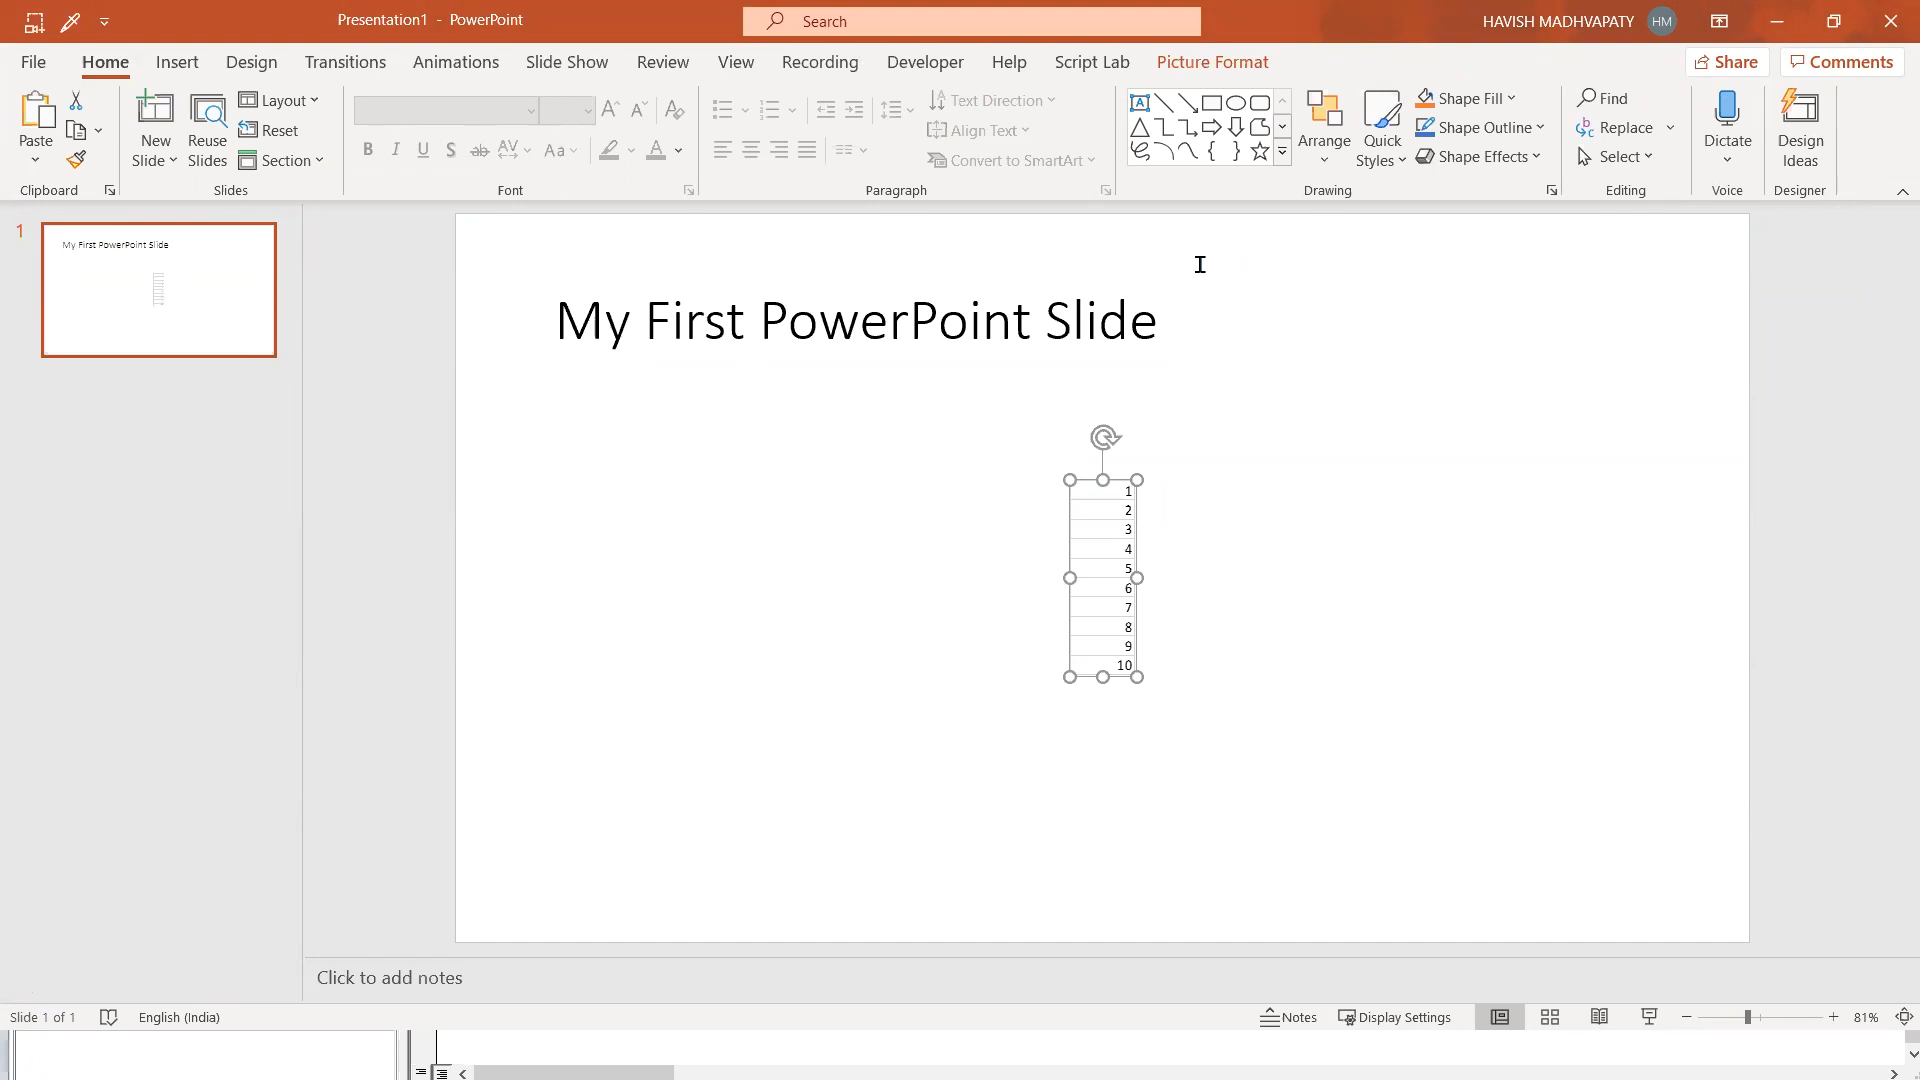 Presentation1 - PowerPoint
Search
HAVISH MADHVAPATY HM
File Home Insert Design Transitions Animations Slide Show Review View Recording Developer Help Script Lab Picture Format Share Comments
Paste
New Slide
Reuse Slides
Layout
Reset
Section
B I U S ab AV Aa A
Text Direction
Align Text
Convert to SmartArt
Arrange
Quick Styles
Shape Fill
Shape Outline
Shape Effects
Find
Replace
Select
Dictate
Design Ideas
Clipboard Slides Font Paragraph Drawing Editing Voice Designer
1
My First PowerPoint Slide
My First PowerPoint Slide
1
2
3
4
5
6
7
8
9
10
Click to add notes
Slide 1 of 1 English (India) Notes Display Settings 81%